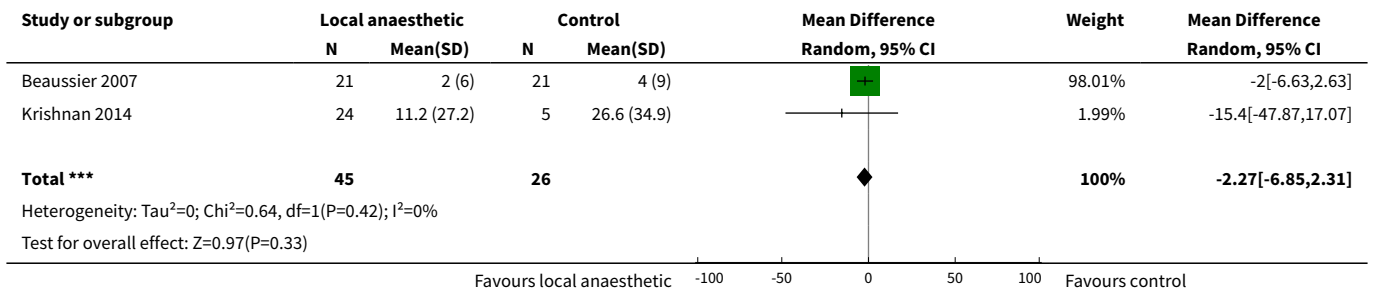 Study or subgroup Local anaesthetic Control Mean Difference Weight Mean Difference
N Mean(SD) N Mean(SD) Random, 95% CI Random, 95% CI
Beaussier 2007 21 2 (6) 21 4 (9) 98.01% -2[-6.63,2.63]
Krishnan 2014 24 11.2 (27.2) 5 26.6 (34.9) 1.99% -15.4[-47.87,17.07]
Total *** 45 26 100% -2.27[-6.85,2.31]
Heterogeneity: Tau²=0; Chi²=0.64, df=1(P=0.42); I²=0%
Test for overall effect: Z=0.97(P=0.33)
Favours local anaesthetic -100 -50 0 50 100 Favours control